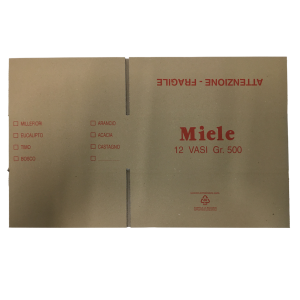 ATTENZIONE - FRAGILE
MILLEFIORI
EUCALIPTO
TIGLIO
BOSCO
ARANCIO
ACACIA
CASTAGNO
Miele
12 VASI Gr. 500